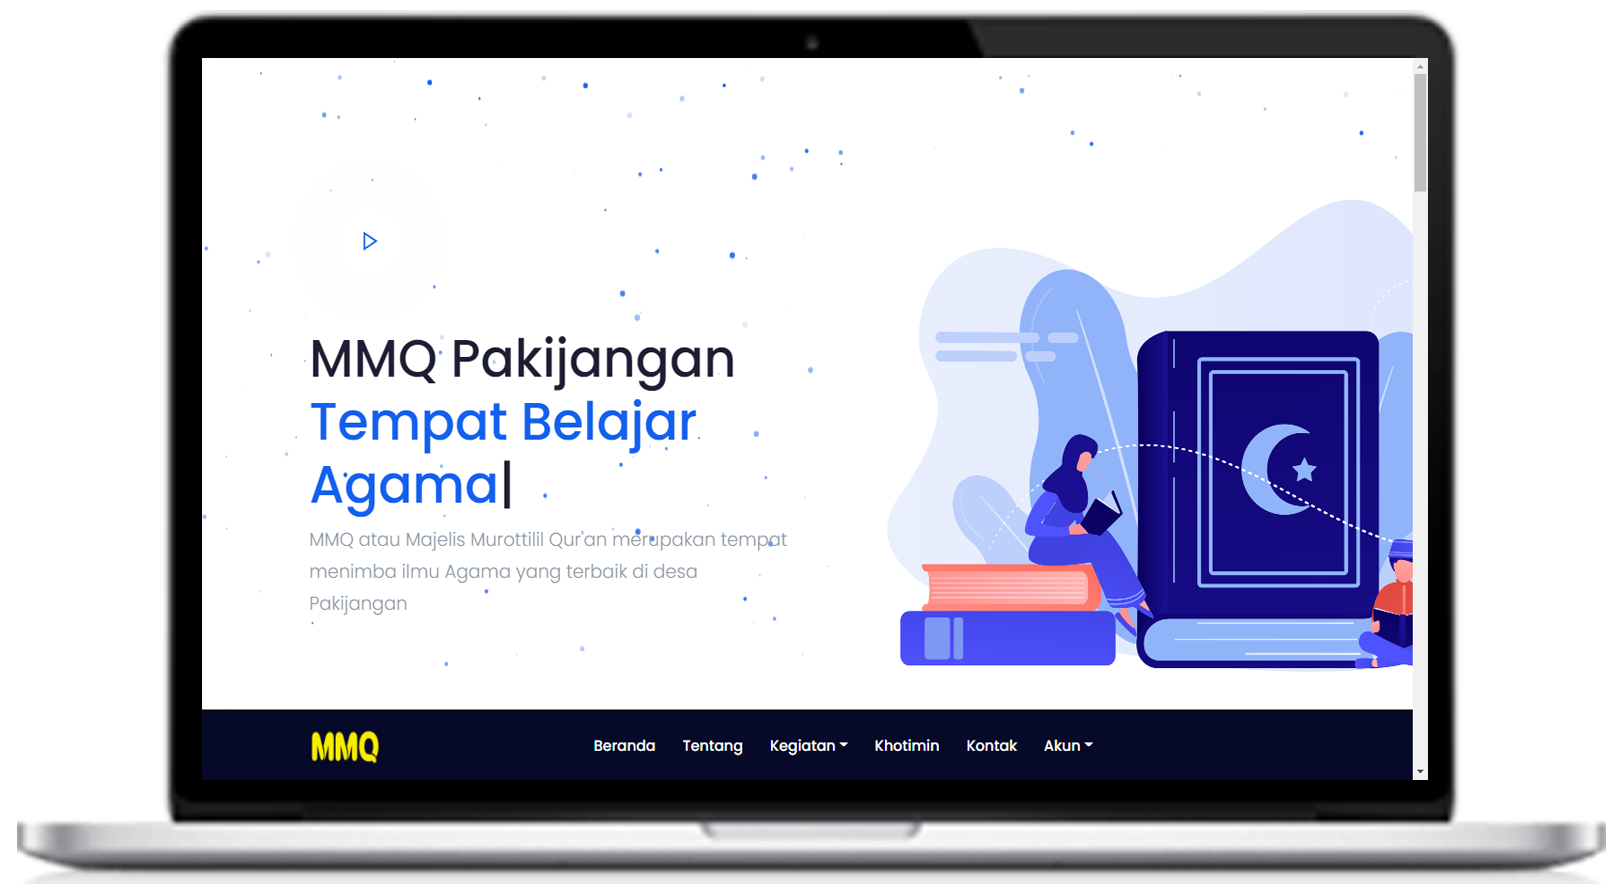 MMQ Pakijangan
Tempat Belajar
Agama|
MMQ atau Majelis Murottilil Qur'an merupakan tempat
menimba ilmu Agama yang terbaik di desa
Pakijangan
MMQ Beranda Tentang Kegiatan Khotimin Kontak Akun